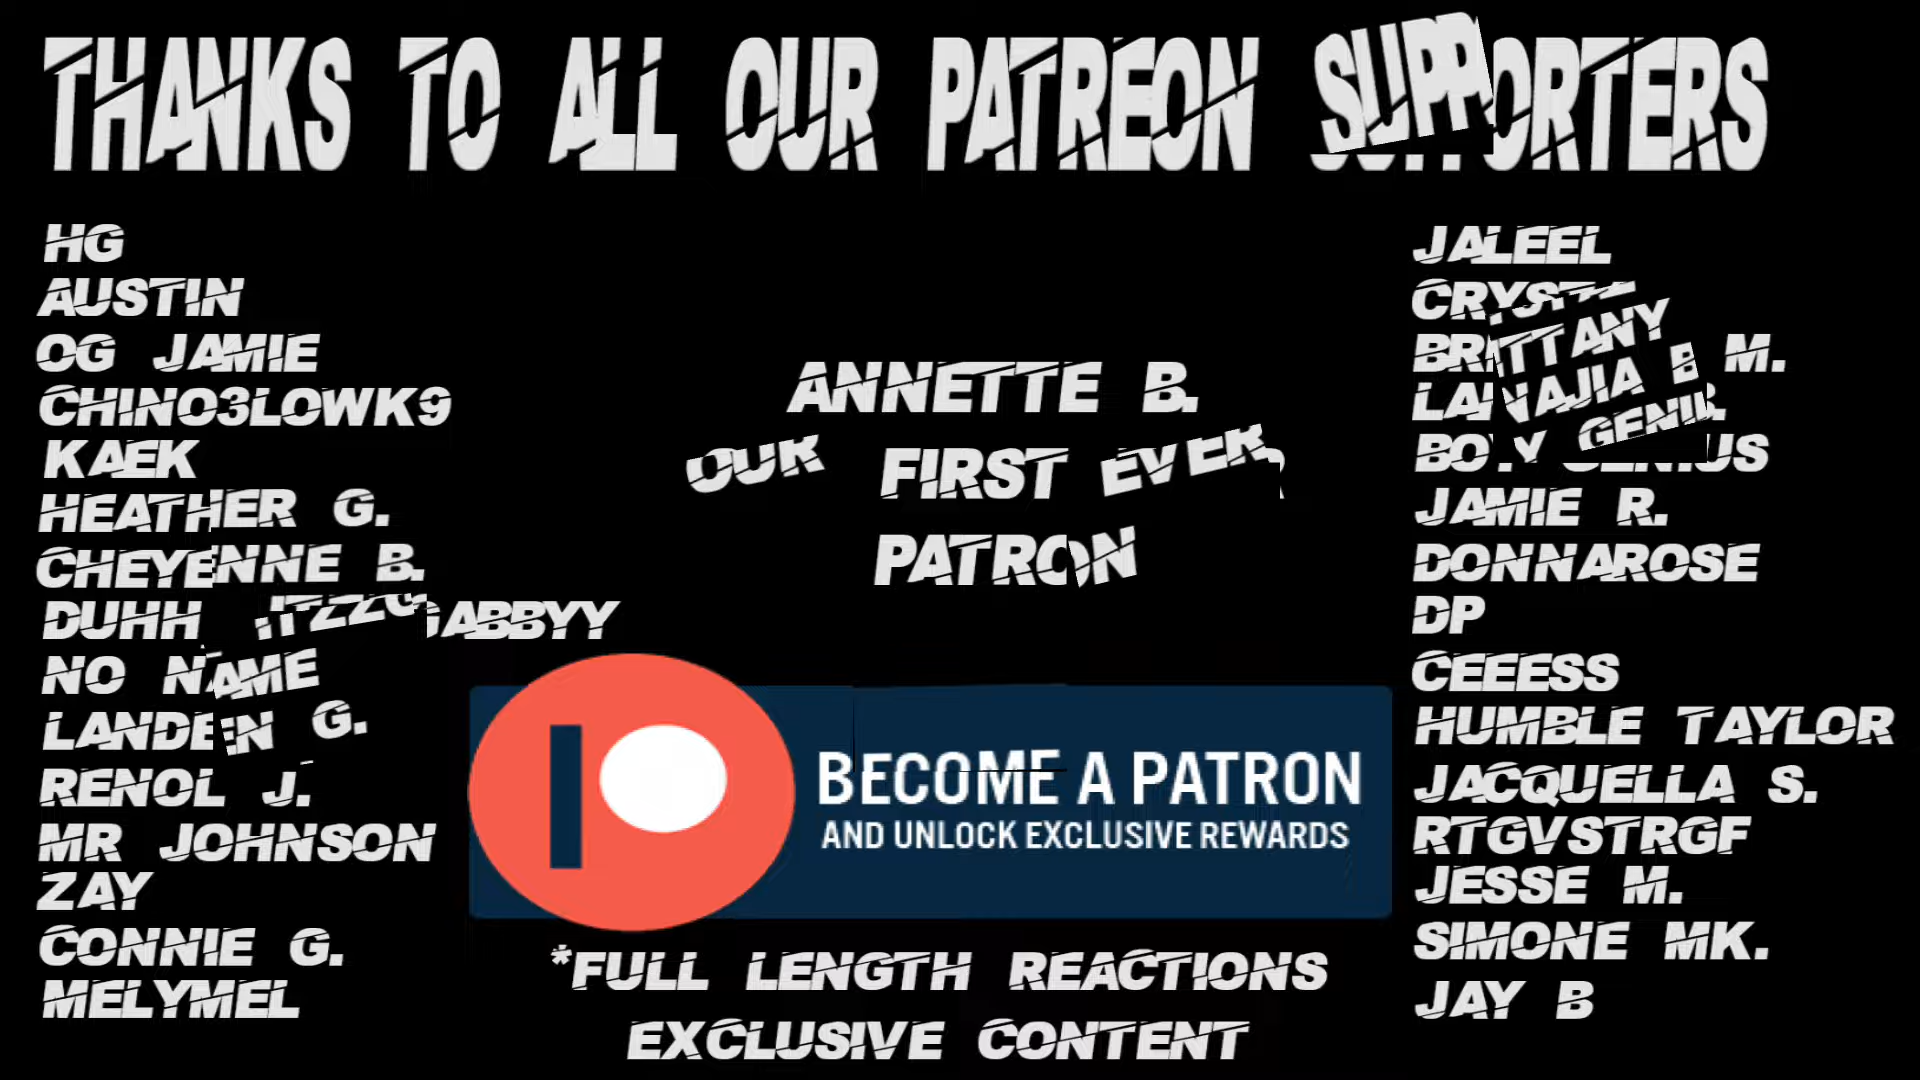 THANKS TO ALL OUR PATREON SUPPORTERS
HG
AUSTIN
OG JAMIE
CHINO3LOWK9
KAEK
HEATHER G.
CHEYENNE B.
DUHH ITZZGABBYY
NO NAME
LANDEN G.
RENOL J.
MR JOHNSON
ZAY
CONNIE G.
MELYMEL
ANNETTE B.
OUR FIRST EVER
PATRON
BECOME A PATRON
AND UNLOCK EXCLUSIVE REWARDS
*FULL LENGTH REACTIONS
EXCLUSIVE CONTENT
JALEEL
BRITTANY M.
JAMIE R.
DONNAROSE
DP
CEEESS
HUMBLE TAYLOR
JACQUELLA S.
RTGVSTRGF
JESSE M.
SIMONE MK.
JAY B